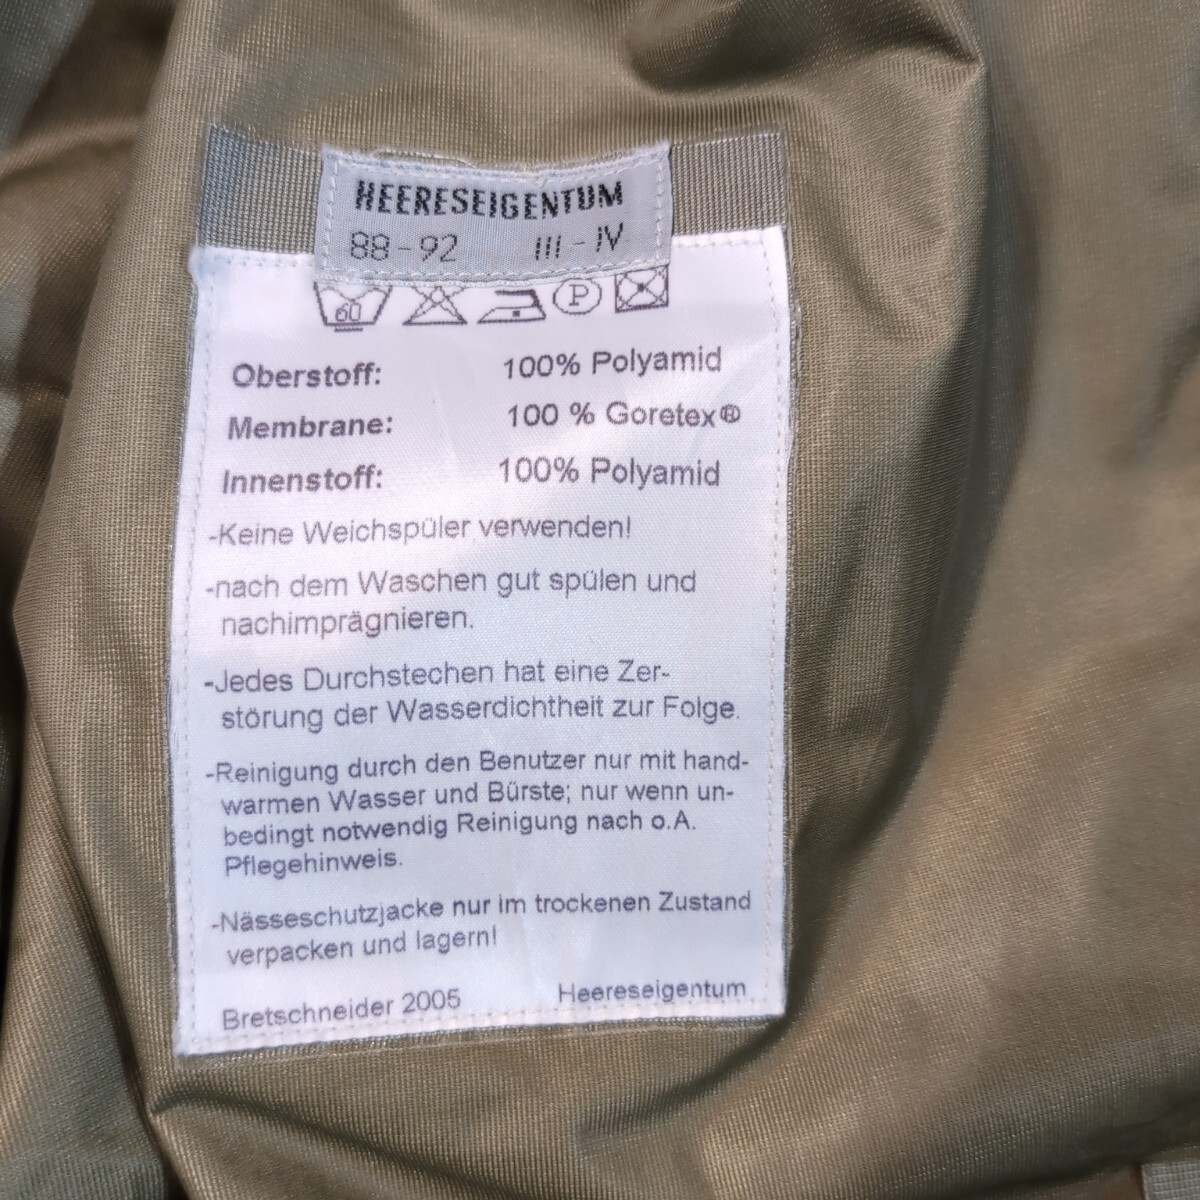 HEERESEIGENTUM
88-92 III-IV
60 P
Oberstoff: 100% Polyamid
Membrane: 100 % Goretex®
Innenstoff: 100% Polyamid
-Keine Weichspüler verwenden!
-nach dem Waschen gut spülen und
nachimprägnieren.
-Jedes Durchstechen hat eine Zer-
störung der Wasserdichtheit zur Folge.
-Reinigung durch den Benutzer nur mit hand-
warmen Wasser und Bürste; nur wenn un-
bedingt notwendig Reinigung nach o.A.
Pflegehinweis.
-Nässeschutzjacke nur im trockenen Zustand
verpacken und lagern!
Bretschneider 2005 Heereseigentum